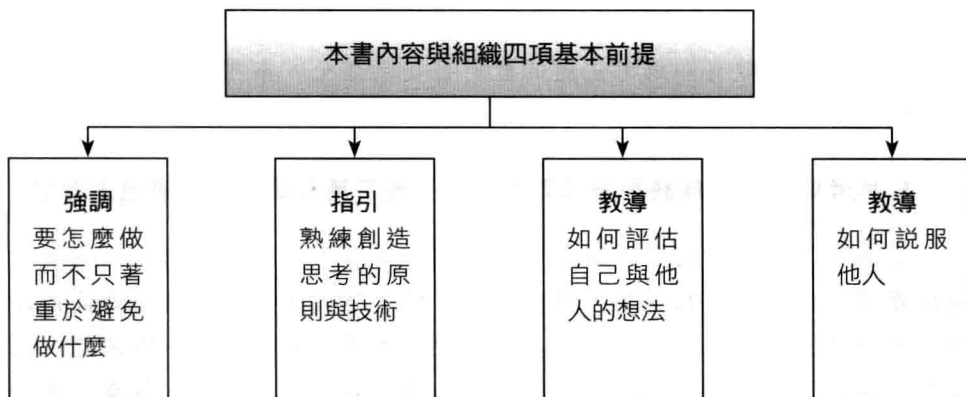 本書內容與組織四項基本前提
強調
要怎麼做
而不只著
重於避免
做什麼
指引
熟練創造
思考的原
則與技術
教導
如何評估
自己與他
人的想法
教導
如何說服
他人